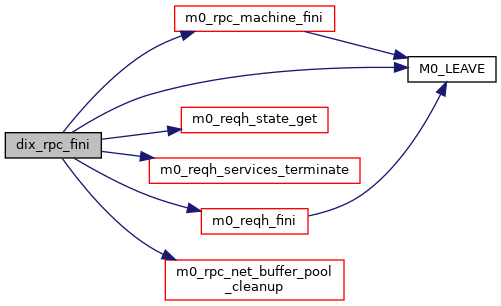 m0_rpc_machine_fini
M0_LEAVE
m0_reqh_state_get
dix_rpc_fini
m0_reqh_services_terminate
m0_reqh_fini
m0_rpc_net_buffer_pool
_cleanup